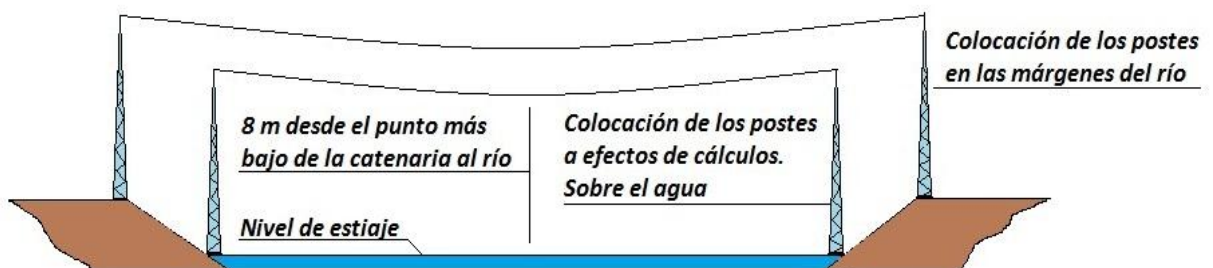 Colocación de los postes
en las márgenes del río
8 m desde el punto más
bajo de la catenaria al río
Colocación de los postes
a efectos de cálculos.
Sobre el agua
Nivel de estiaje